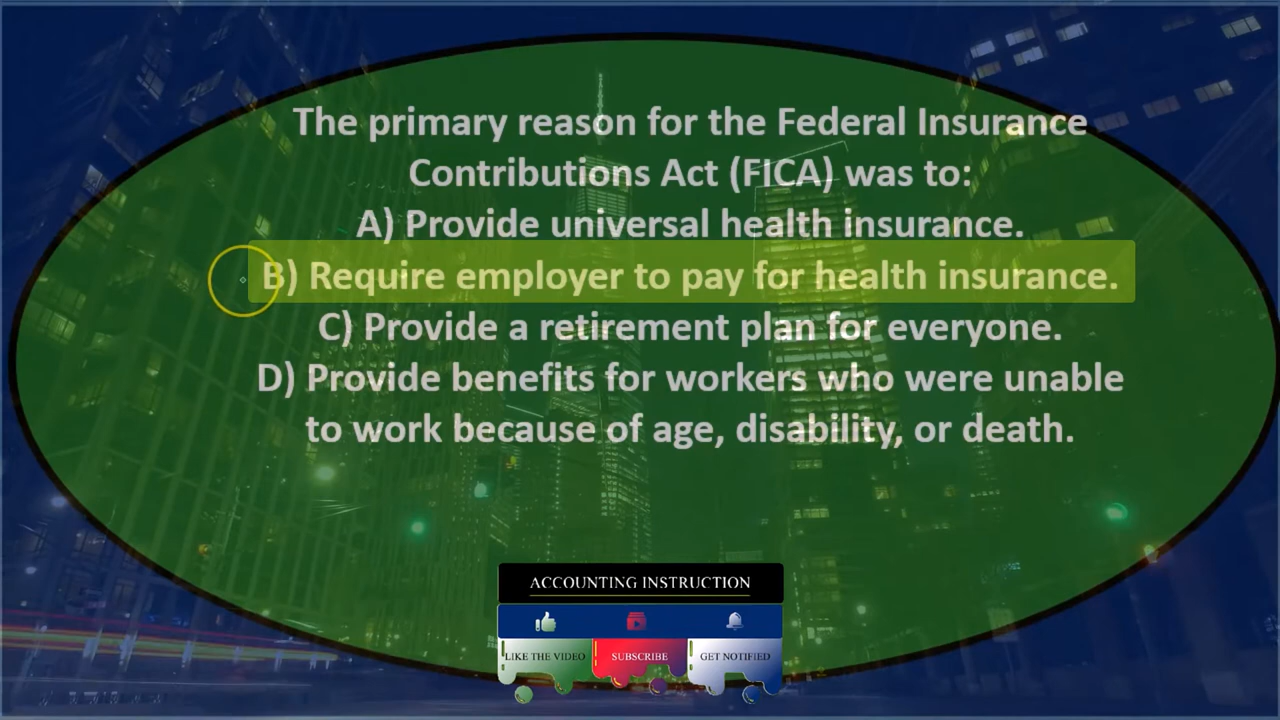 The primary reason for the Federal Insurance
Contributions Act (FICA) was to:
A) Provide universal health insurance.
B) Require employer to pay for health insurance.
C) Provide a retirement plan for everyone.
D) Provide benefits for workers who were unable
to work because of age, disability, or death.
ACCOUNTING INSTRUCTION
LIKE THE VIDEO SUBSCRIBE GET NOTIFIED